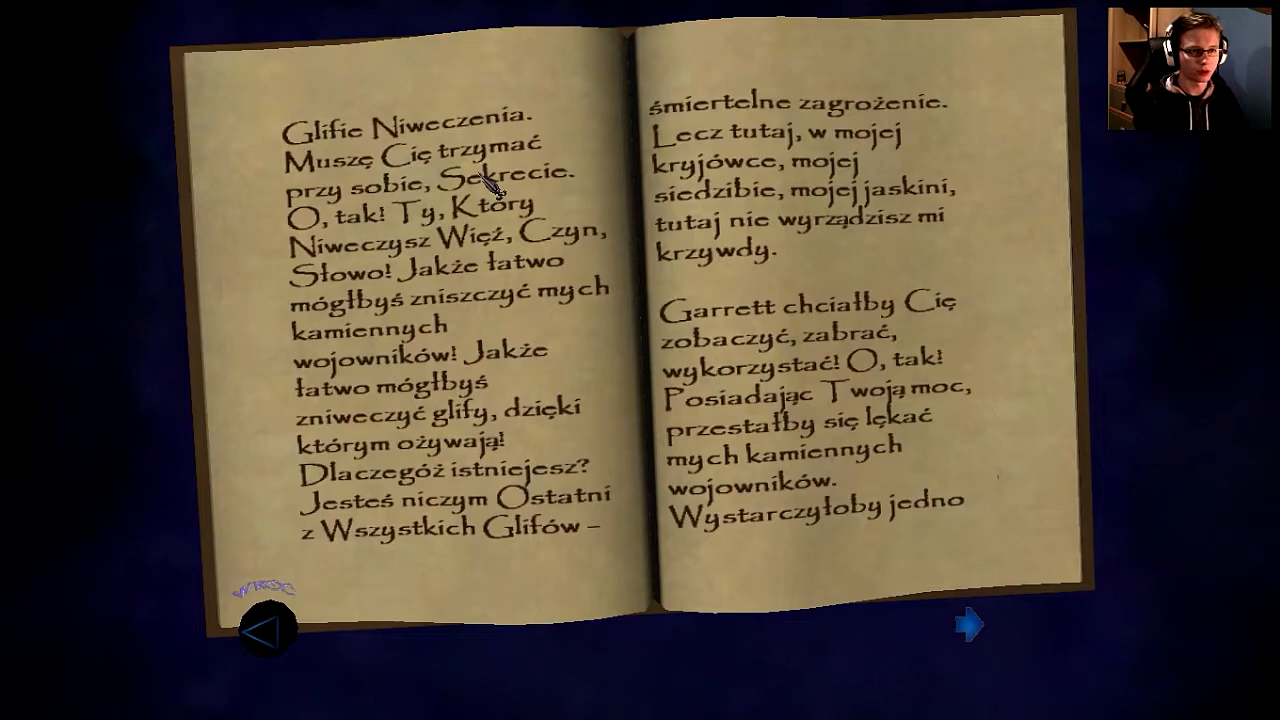 Glifie Niweczenia.
Muszę Cię trzymać
przy sobie, Sekrecie.
O, tak! Ty, Który
Niweczysz Więź, Czyn,
Słowo! Jakże łatwo
mógłbyś zniszczyć mych
kamiennych
wojowników! Jakże
łatwo mógłbyś
zniweczyć glify, dzięki
którym ożywają!
Dlaczegóż istniejesz?
Jesteś niczym Ostatni
z Wszystkich Glifów –
śmiertelne zagrożenie.
Lecz tutaj, w mojej
kryjówce, mojej
siedzibie, mojej jaskini,
tutaj nie wyrządzisz mi
krzywdy.
Garrett chciałby Cię
zobaczyć, zabrać,
wykorzystać! O, tak!
Posiadając Twoją moc,
przestałby się lękać
mych kamiennych
wojowników.
Wystarczyłoby jedno
WRÓĆ